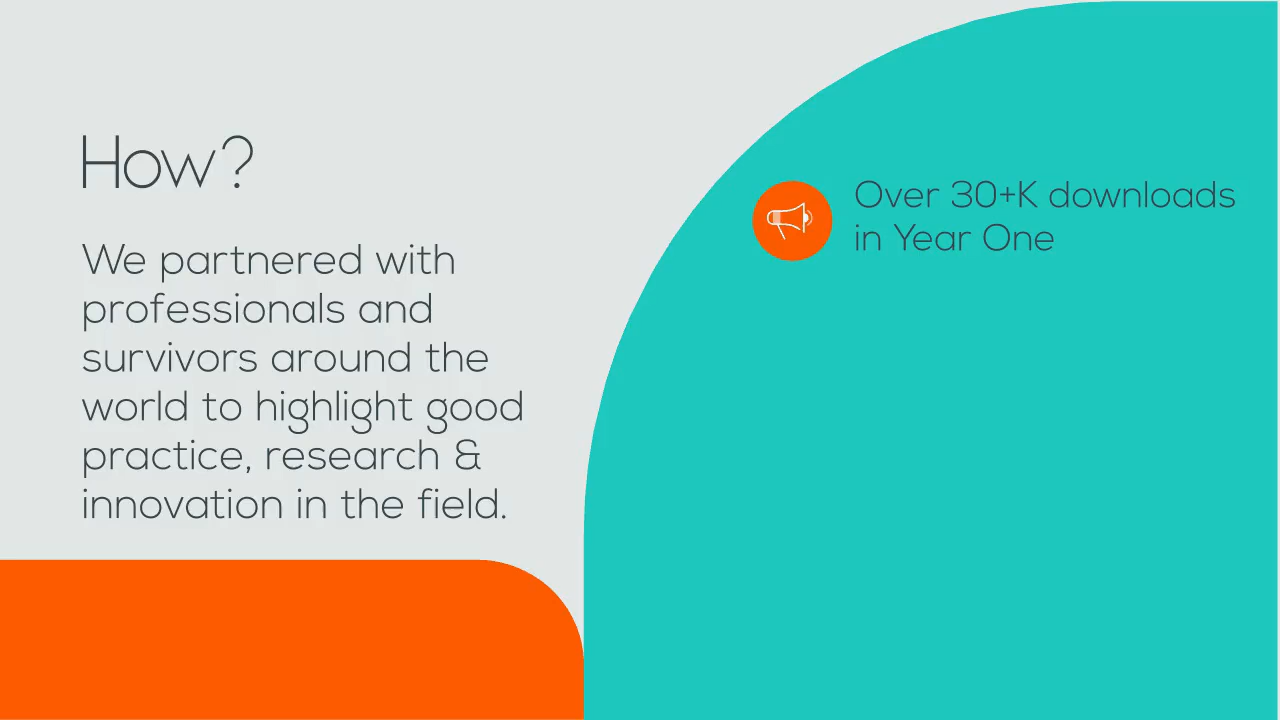 How?
We partnered with
professionals and
survivors around the
world to highlight good
practice, research &
innovation in the field.
Over 30+K downloads
in Year One